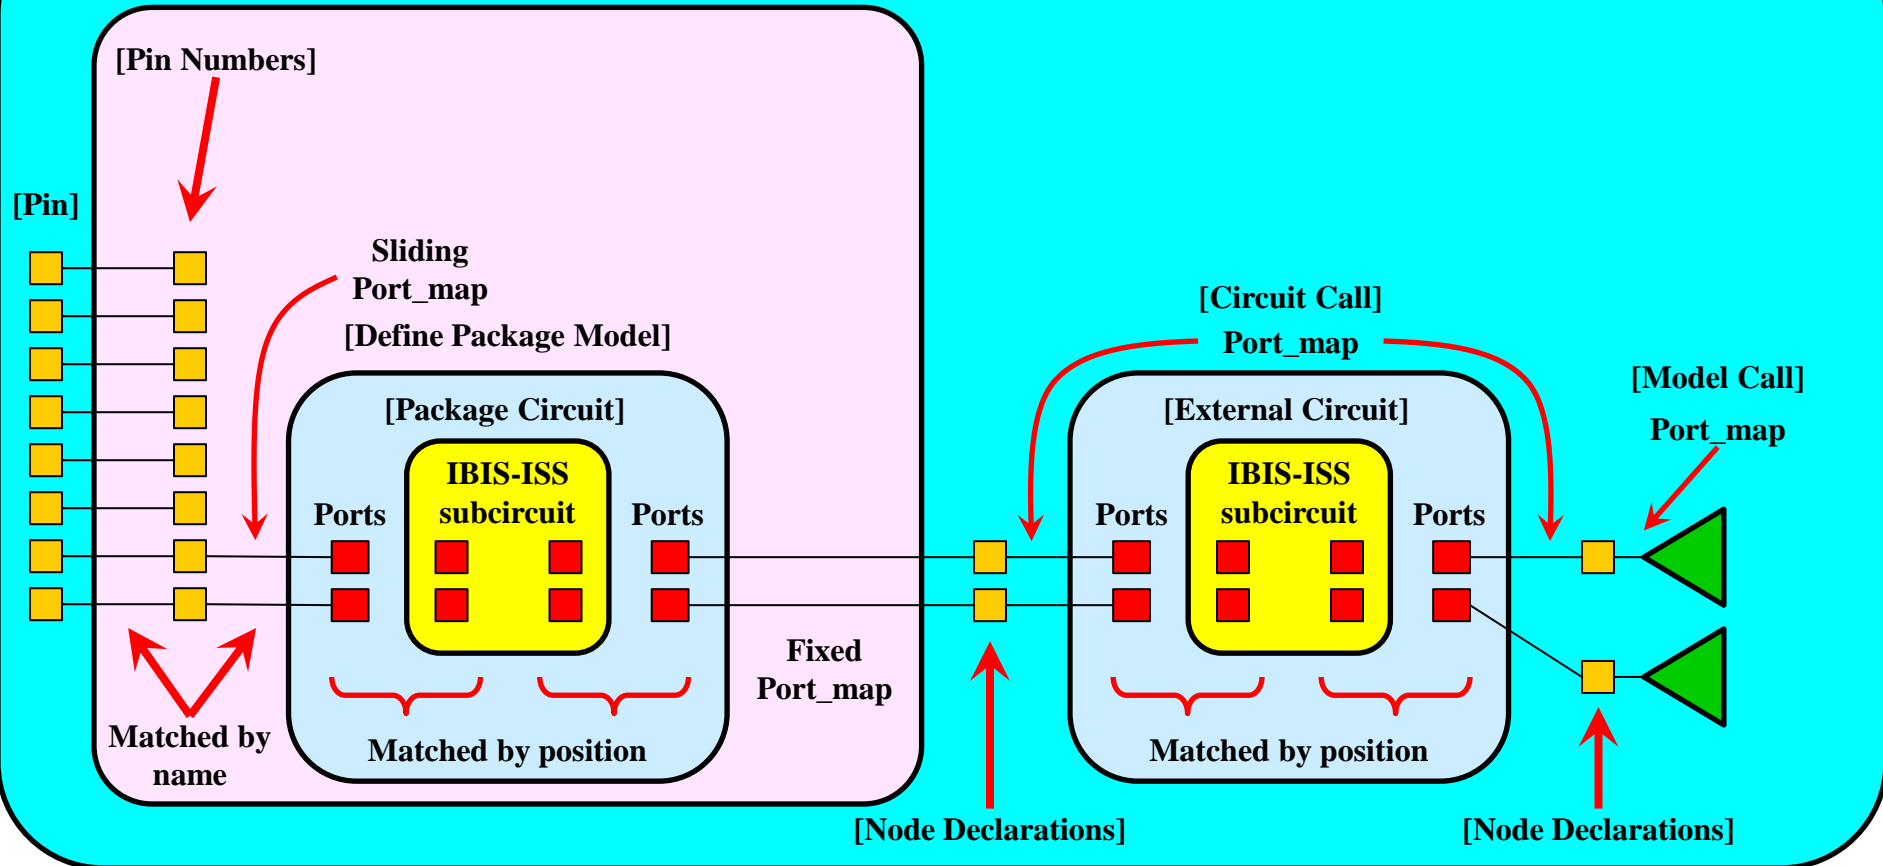 [Pin Numbers]
[Pin]
Sliding
Port_map
[Define Package Model]
[Package Circuit]
IBIS-ISS
subcircuit
Ports
Ports
Matched by position
Matched by
name
Fixed
Port_map
[Circuit Call]
Port_map
[External Circuit]
IBIS-ISS
subcircuit
Ports
Ports
Matched by position
[Model Call]
Port_map
[Node Declarations]
[Node Declarations]